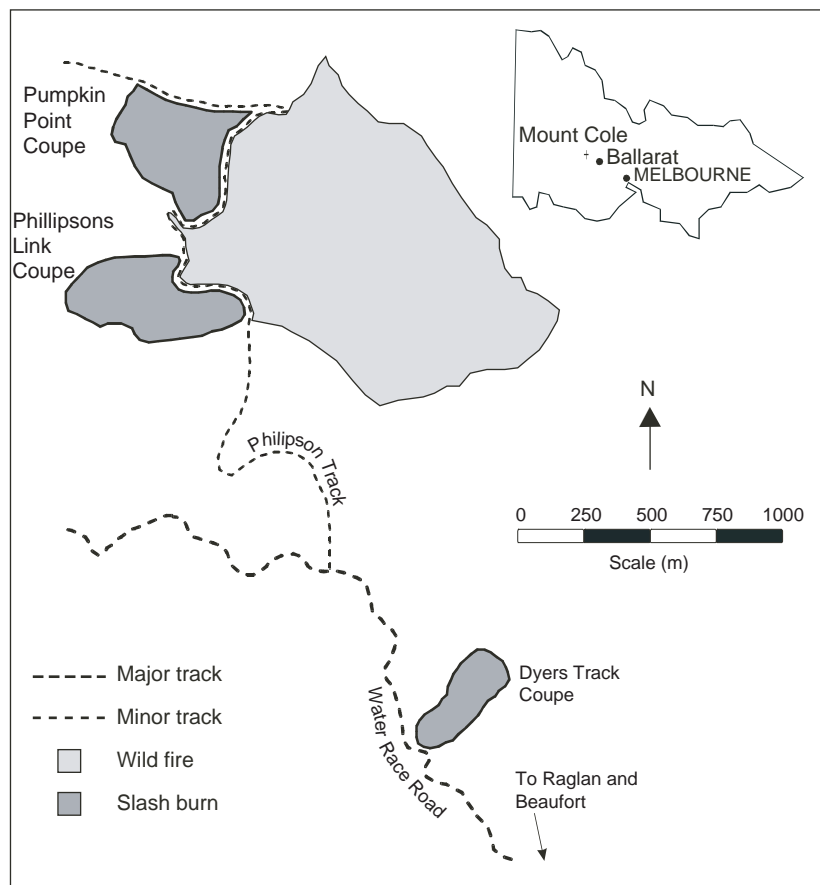 Pumpkin
Point
Coupe
Mount Cole
Ballarat
MELBOURNE
Phillipsons
Link
Coupe
N
Philipson Track
0 250 500 750 1000
Scale (m)
Major track
Minor track
Wild fire
Slash burn
Water Race Road
Dyers Track
Coupe
To Raglan and
Beaufort